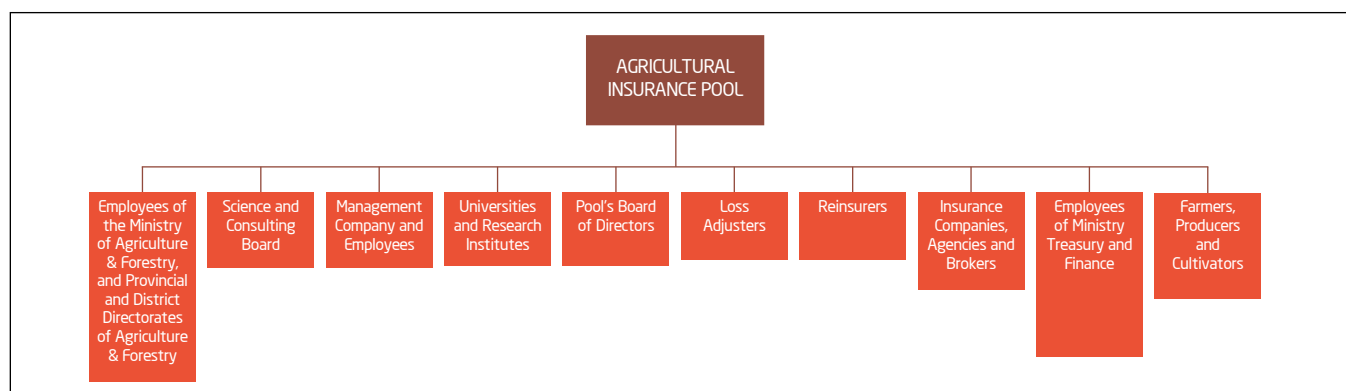 AGRICULTURAL
INSURANCE POOL
Employees of
the Ministry
of Agriculture
& Forestry,
and Provincial
and District
Directorates
of Agriculture
& Forestry
Science and
Consulting
Board
Management
Company and
Employees
Universities
and Research
Institutes
Pool's Board
of Directors
Loss
Adjusters
Reinsurers
Insurance
Companies,
Agencies and
Brokers
Employees
of Ministry
Treasury and
Finance
Farmers,
Producers
and
Cultivators